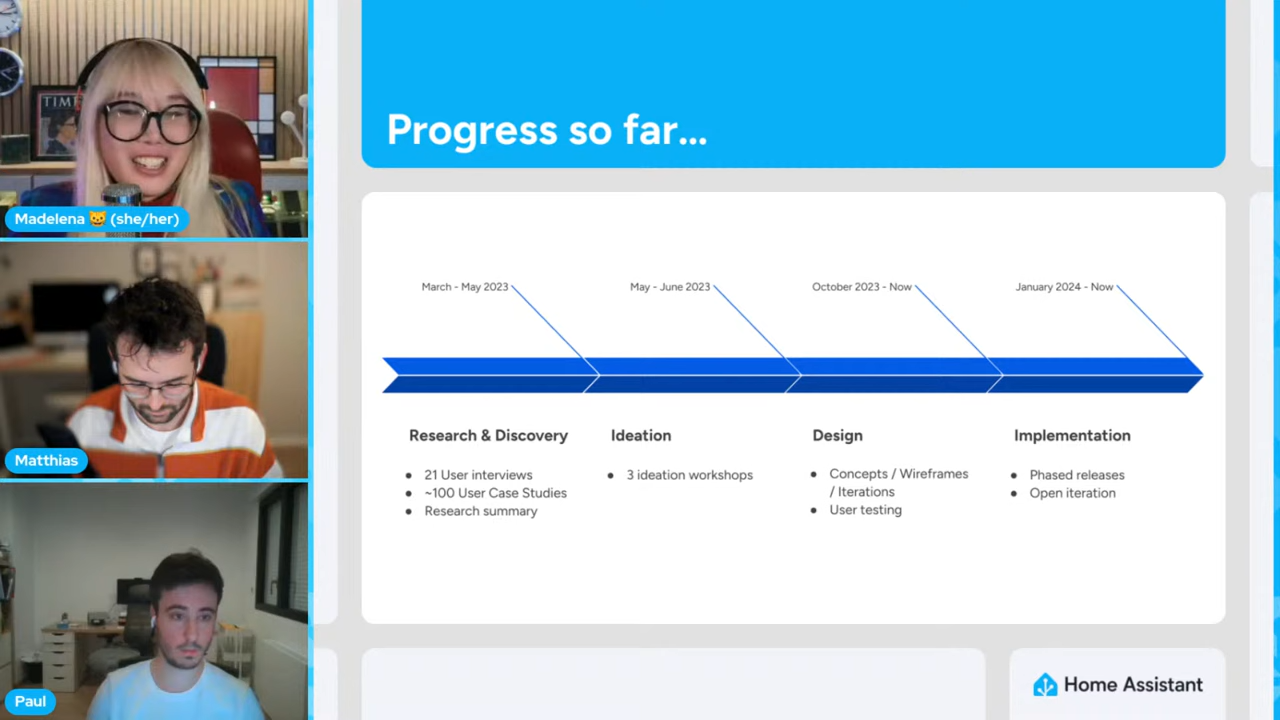 TIME
Madelena 😺 (she/her)
Matthias
Paul
Progress so far...
March - May 2023
May - June 2023
October 2023 - Now
January 2024 - Now
Research & Discovery
● 21 User interviews
● ~100 User Case Studies
● Research summary
Ideation
● 3 ideation workshops
Design
● Concepts / Wireframes
/ Iterations
● User testing
Implementation
● Phased releases
● Open iteration
Home Assistant